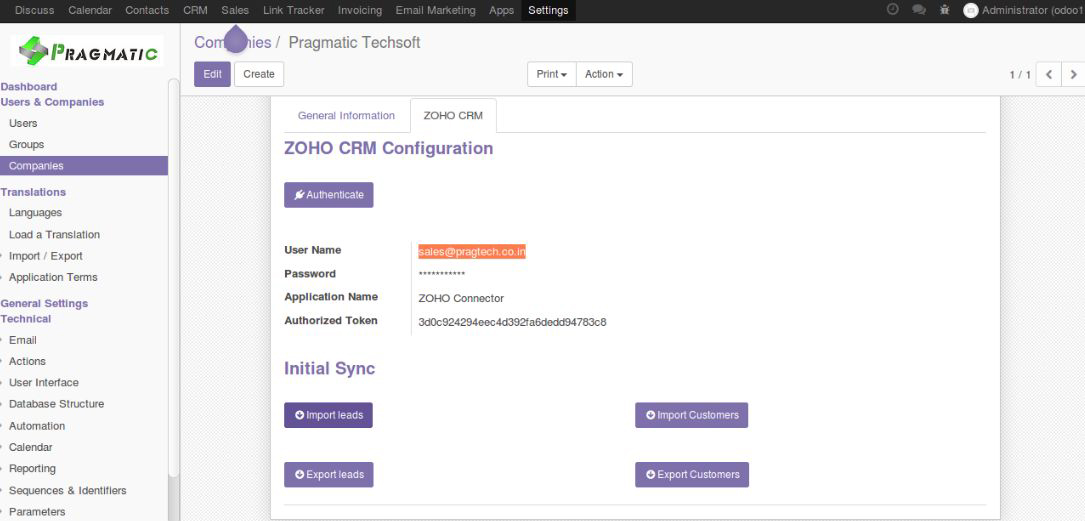 Discuss Calendar Contacts CRM Sales Link Tracker Invoicing Email Marketing Apps Settings Administrator (odoo1
PRAGMATIC
Companies / Pragmatic Techsoft
Edit Create Print Action 1 / 1
Dashboard
Users & Companies
Users
Groups
Companies
Translations
Languages
Load a Translation
Import / Export
Application Terms
General Settings
Technical
Email
Actions
User Interface
Database Structure
Automation
Calendar
Reporting
Sequences & Identifiers
Parameters
General Information ZOHO CRM
ZOHO CRM Configuration
Authenticate
User Name sales@pragtech.co.in
Password ***********
Application Name ZOHO Connector
Authorized Token 3d0c924294eec4d392fa6dedd94783c8
Initial Sync
Import leads Import Customers
Export leads Export Customers